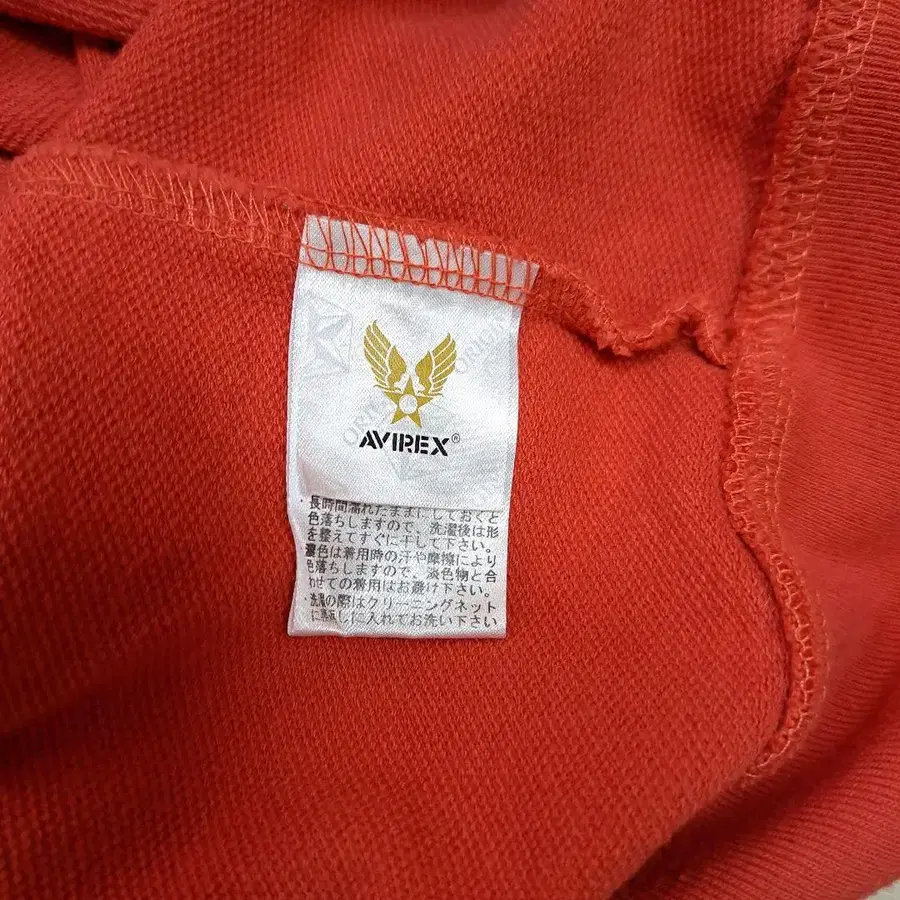 AVIREX®
・長時間濡れたままにしておくと
色落ちしますので、洗濯後は形
を整えてすぐに干して下さい。
濃色は着用時の汗や摩擦により
色落ちしますので、淡色物と合
わせての着用はお避け下さい。
・洗濯の際はクリーニングネット
に裏返しに入れてお洗い下さい
ORIGIN
ORI